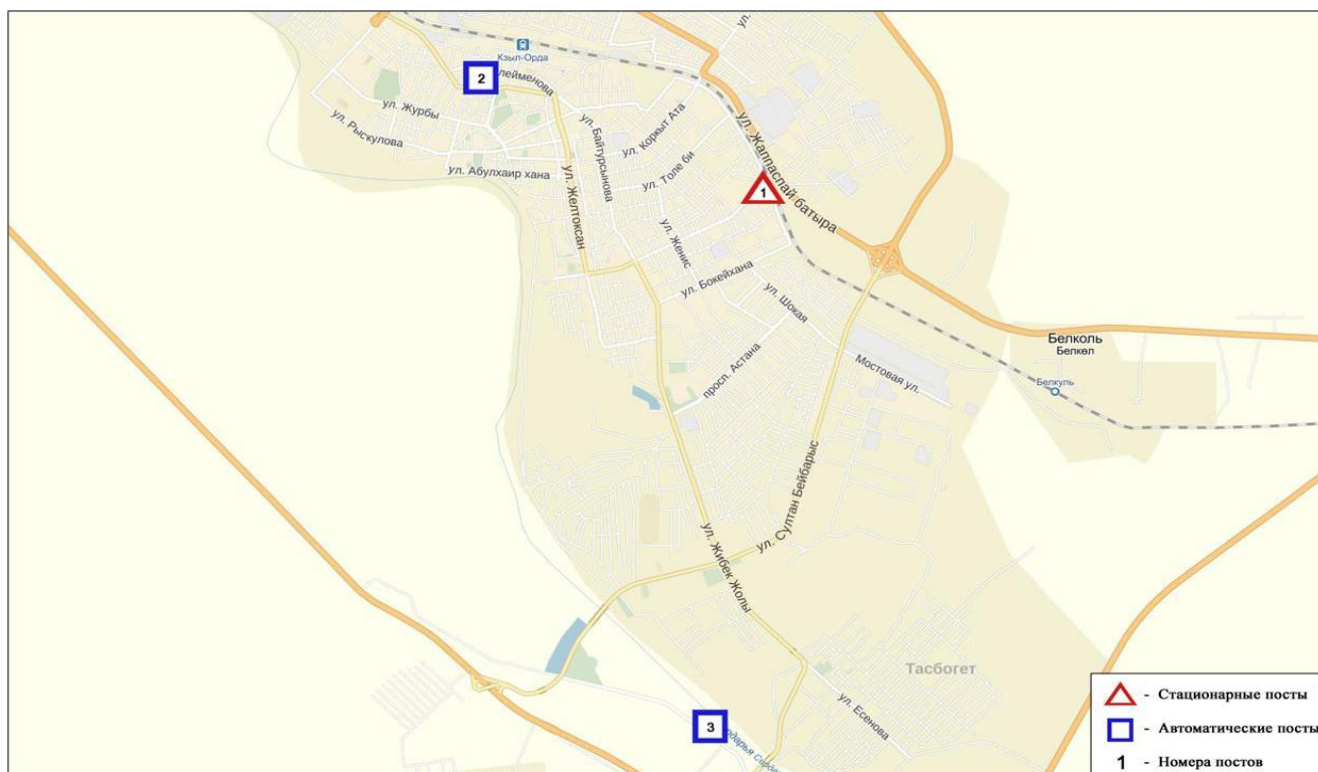 Кзыл-Орда
2
лейменова
ул. Журбы
ул. Рыскулова
ул. Абулхаир хана
ул. Байтурсынова
ул. Коркыт Ата
ул. Толе би
ул. Желтоксан
ул. Женис
ул.
ул. Жаппаспай батыра
1
ул. Бокейхана
ул. Шокая
Мостовая ул.
просп. Астана
Белколь
Белкөл
Белкуль
ул. Султан Бейбарыс
ул. Жибек Жолы
Тасбогет
ул. Есенова
3
- Стационарные посты
- Автоматические посты
1 - Номера постов